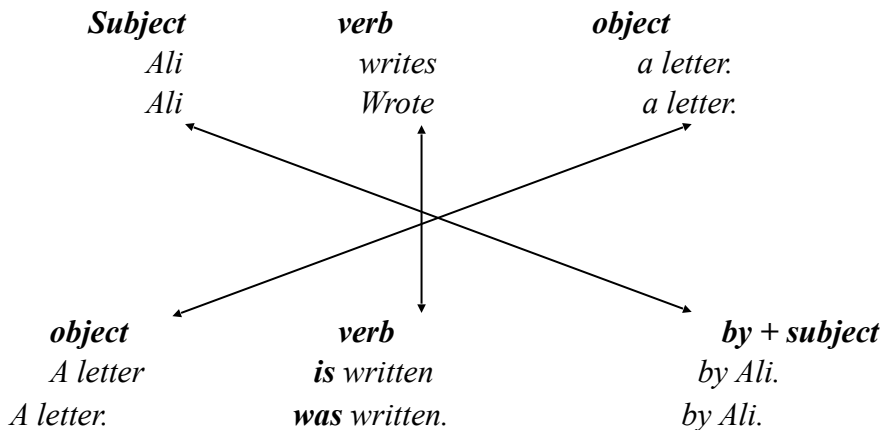 Subject verb object
Ali writes a letter.
Ali Wrote a letter.
object verb by + subject
A letter is written by Ali.
A letter. was written. by Ali.